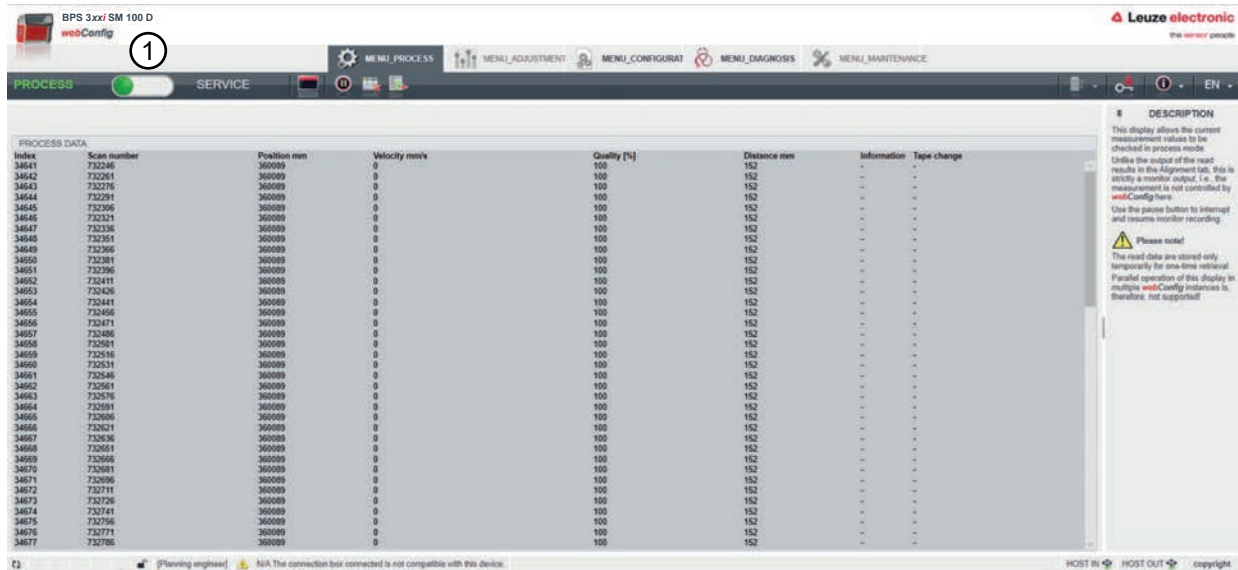 BPS 3xxi SM 100 D
webConfig
1
Leuze electronic
the sensor people
MENU_PROCESS MENU_ADJUSTMENT MENU_CONFIGURAT MENU_DIAGNOSIS MENU_MAINTENANCE
PROCESS SERVICE EN
PROCESS DATA
Index Scan number Position mm Velocity mm/s Quality [%] Distance mm Information Tape change
34641 732246 360089 0 100 152 - -
34642 732261 360089 0 100 152 - -
34643 732276 360089 0 100 152 - -
34644 732291 360089 0 100 152 - -
34645 732306 360089 0 100 152 - -
34646 732321 360089 0 100 152 - -
34647 732336 360089 0 100 152 - -
34648 732351 360089 0 100 152 - -
34649 732366 360089 0 100 152 - -
34650 732381 360089 0 100 152 - -
34651 732396 360089 0 100 152 - -
34652 732411 360089 0 100 152 - -
34653 732426 360089 0 100 152 - -
34654 732441 360089 0 100 152 - -
34655 732456 360089 0 100 152 - -
34656 732471 360089 0 100 152 - -
34657 732486 360089 0 100 152 - -
34658 732501 360089 0 100 152 - -
34659 732516 360089 0 100 152 - -
34660 732531 360089 0 100 152 - -
34661 732546 360089 0 100 152 - -
34662 732561 360089 0 100 152 - -
34663 732576 360089 0 100 152 - -
34664 732591 360089 0 100 152 - -
34665 732606 360089 0 100 152 - -
34666 732621 360089 0 100 152 - -
34667 732636 360089 0 100 152 - -
34668 732651 360089 0 100 152 - -
34669 732666 360089 0 100 152 - -
34670 732681 360089 0 100 152 - -
34671 732696 360089 0 100 152 - -
34672 732711 360089 0 100 152 - -
34673 732726 360089 0 100 152 - -
34674 732741 360089 0 100 152 - -
34675 732756 360089 0 100 152 - -
34676 732771 360089 0 100 152 - -
34677 732786 360089 0 100 152 - -
DESCRIPTION
This display allows the current
measurement values to be
checked in process mode
Unlike the output of the read
results in the Alignment tab, this is
strictly a monitor output, i.e., the
measurement is not controlled by
webConfig here.
Use the pause button to interrupt
and resume monitor recording.
Please note!
The read data are stored only
temporarily for one-time retrieval
Parallel operation of this display in
multiple webConfig instances is,
therefore, not supported!
[Planning engineer] N/A The connection box connected is not compatible with this device. HOST IN HOST OUT copyright